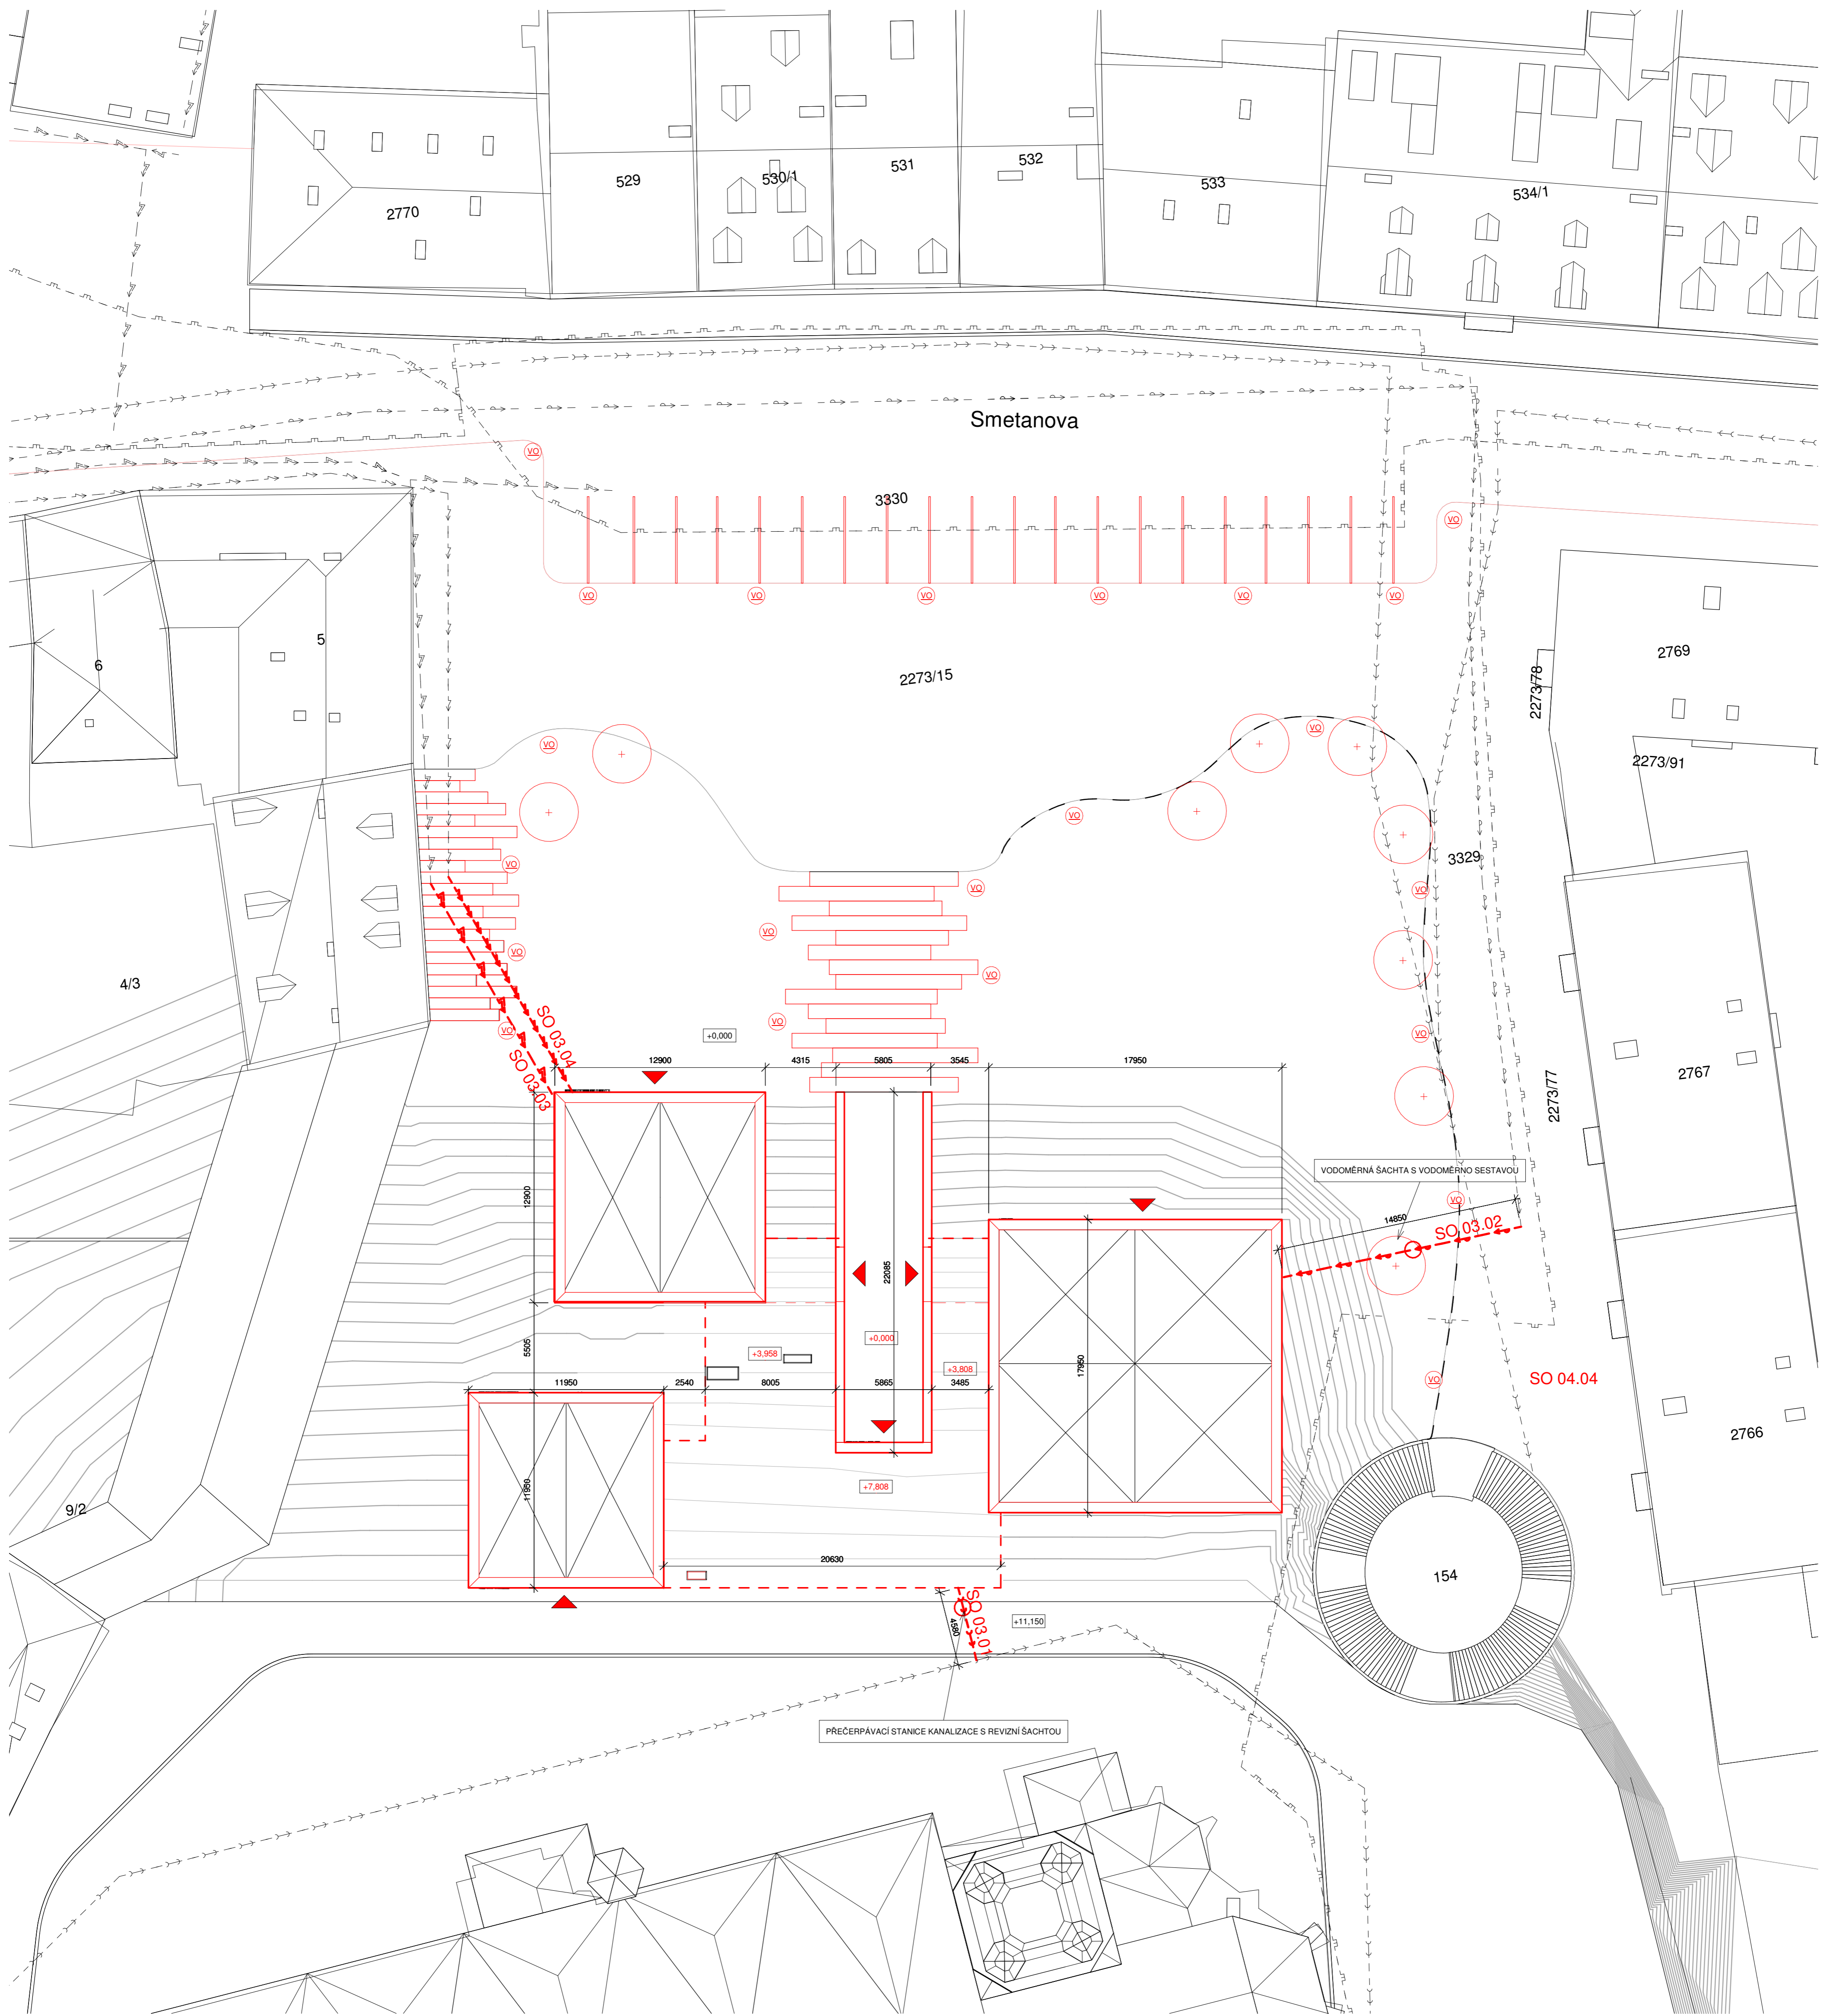 529
530/1
531
532
533
534/1
2770
Smetanova
VO
3330
VO
VO
VO
VO
VO
VO
VO
5
6
2769
2273/15
2273/78
VO
VO
2273/91
VO
3329
VO
VO
VO
VO
VO
4/3
VO
VO
VO
VO
SO 03.04
SO 03.03
+0,000
12900
4315
5805
3545
17950
2767
2273/77
VODOMĚRNÁ ŠACHTA S VODOMĚRNO SESTAVOU
12900
VO
14850
SO 03.02
22085
+0,000
5505
+3,958
+3,808
17950
11950
2540
8005
5865
3485
VO
SO 04.04
2766
11950
+7,808
9/2
20630
154
SO 03.01
4580
+11,150
PŘEČERPÁVACÍ STANICE KANALIZACE S REVIZNÍ ŠACHTOU